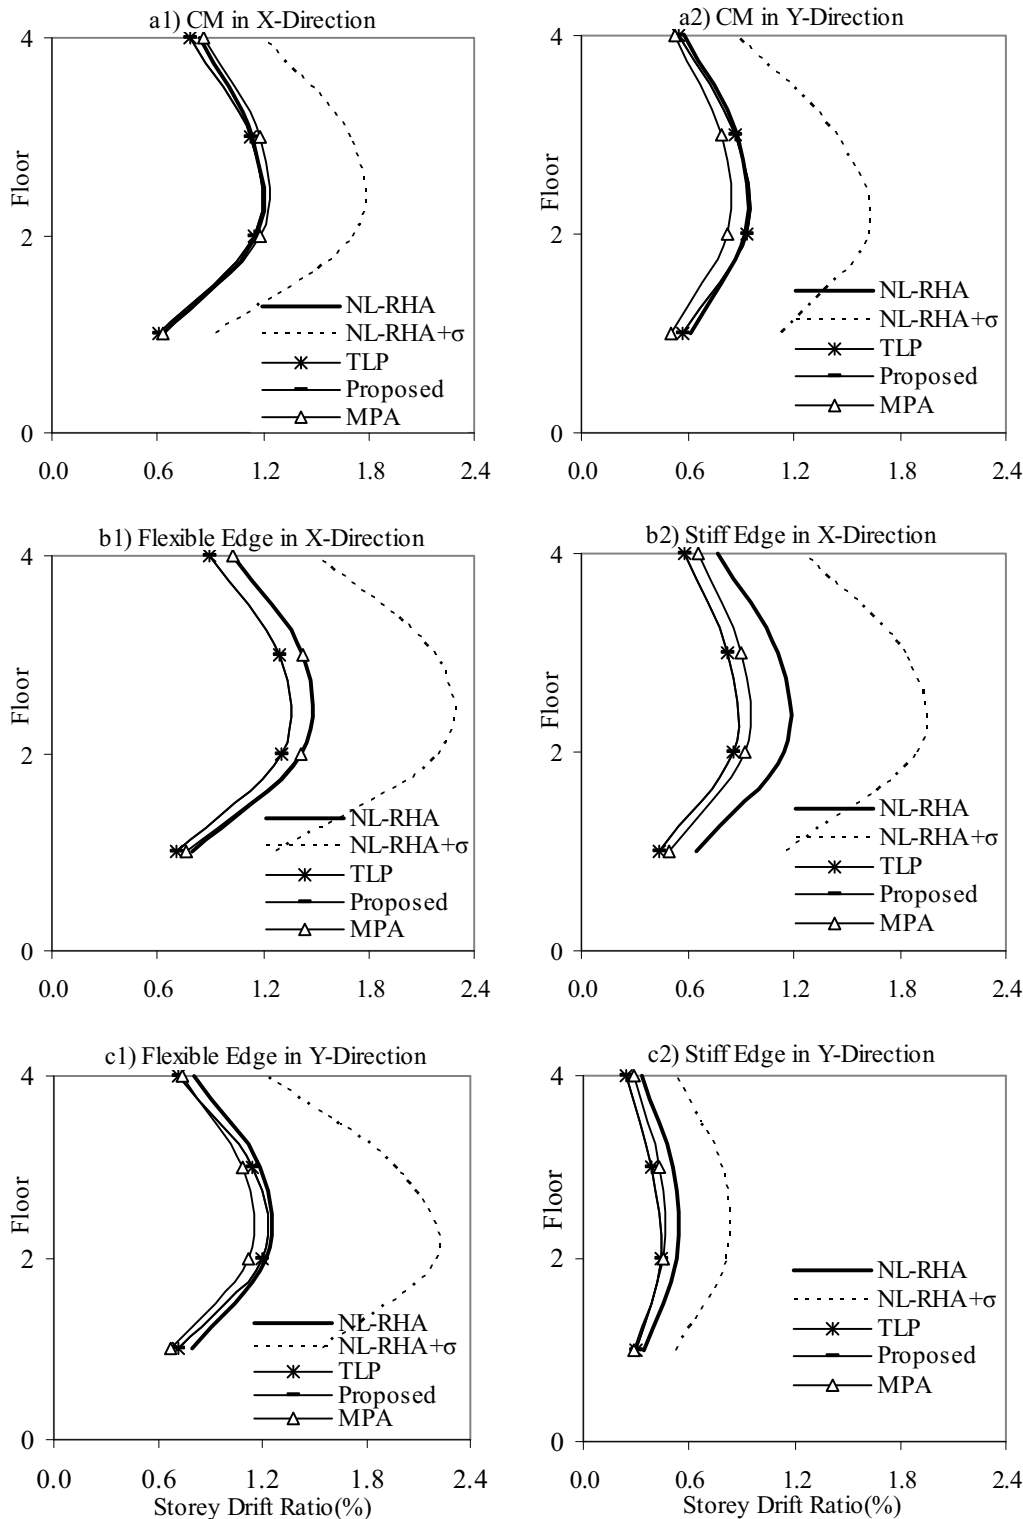 a1) CM in X-Direction
4
2
0
Floor
0.0 0.6 1.2 1.8 2.4
NL-RHA
NL-RHA+σ
TLP
Proposed
MPA
a2) CM in Y-Direction
4
2
0
Floor
0.0 0.6 1.2 1.8 2.4
NL-RHA
NL-RHA+σ
TLP
Proposed
MPA
b1) Flexible Edge in X-Direction
4
2
0
Floor
0.0 0.6 1.2 1.8 2.4
NL-RHA
NL-RHA+σ
TLP
Proposed
MPA
b2) Stiff Edge in X-Direction
4
2
0
Floor
0.0 0.6 1.2 1.8 2.4
NL-RHA
NL-RHA+σ
TLP
Proposed
MPA
c1) Flexible Edge in Y-Direction
4
2
0
Floor
0.0 0.6 1.2 1.8 2.4
Storey Drift Ratio(%)
NL-RHA
NL-RHA+σ
TLP
Proposed
MPA
c2) Stiff Edge in Y-Direction
4
2
0
Floor
0.0 0.6 1.2 1.8 2.4
Storey Drift Ratio(%)
NL-RHA
NL-RHA+σ
TLP
Proposed
MPA